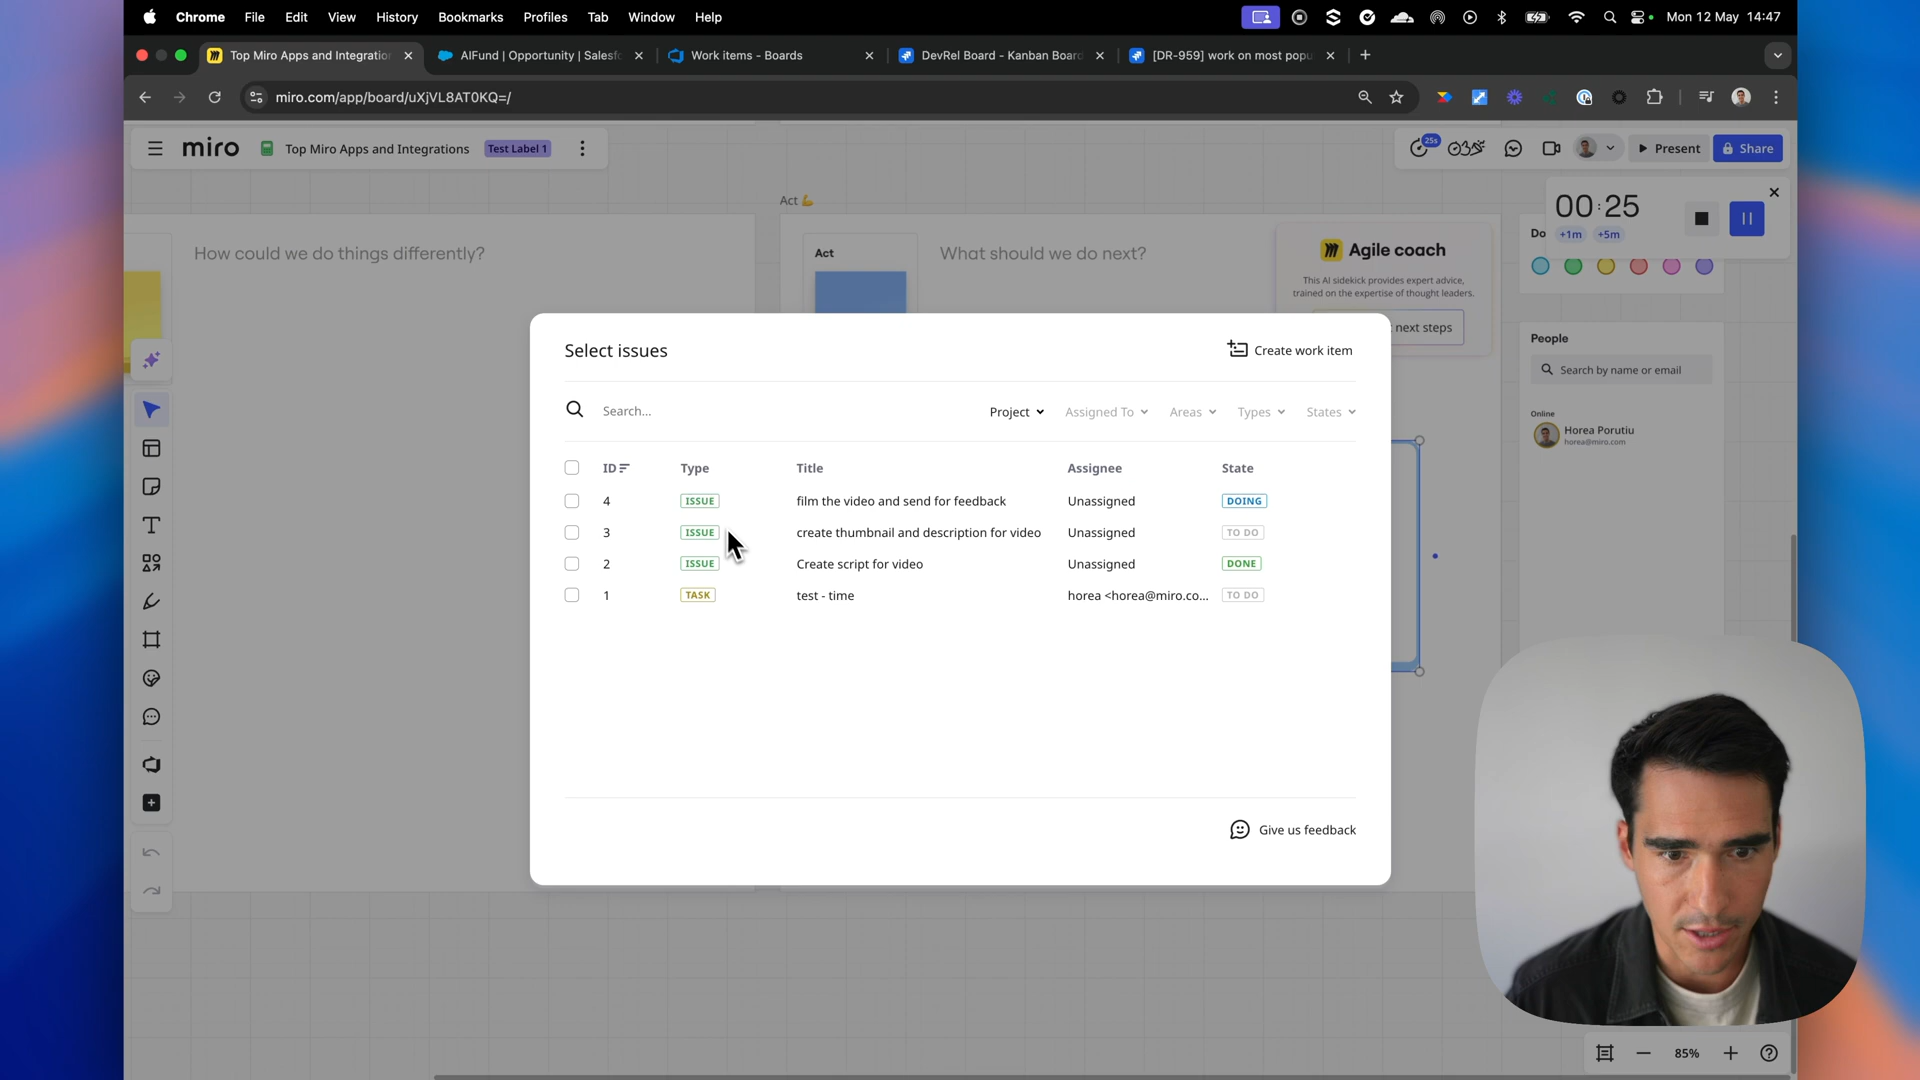 Chrome File Edit View History Bookmarks Profiles Tab Window Help Mon 12 May 14:47
Top Miro Apps and Integration AIFund | Opportunity | Salesfo Work items - Boards DevRel Board - Kanban Board [DR-959] work on most popu
miro.com/app/board/uXjVL8AT0KQ=/
miro Top Miro Apps and Integrations Test Label 1 25s Present Share
Act 💪
00:25
+1m +5m
How could we do things differently?
Act
What should we do next?
Agile coach
This AI sidekick provides expert advice,
trained on the expertise of thought leaders.
next steps
Do
People
Search by name or email
Online
Horea Porutiu
horea@miro.com
Select issues
Create work item
Search...
Project Assigned To Areas Types States
ID Type Title Assignee State
4 ISSUE film the video and send for feedback Unassigned DOING
3 ISSUE create thumbnail and description for video Unassigned TO DO
2 ISSUE Create script for video Unassigned DONE
1 TASK test - time horea <horea@miro.co... TO DO
Give us feedback
85%